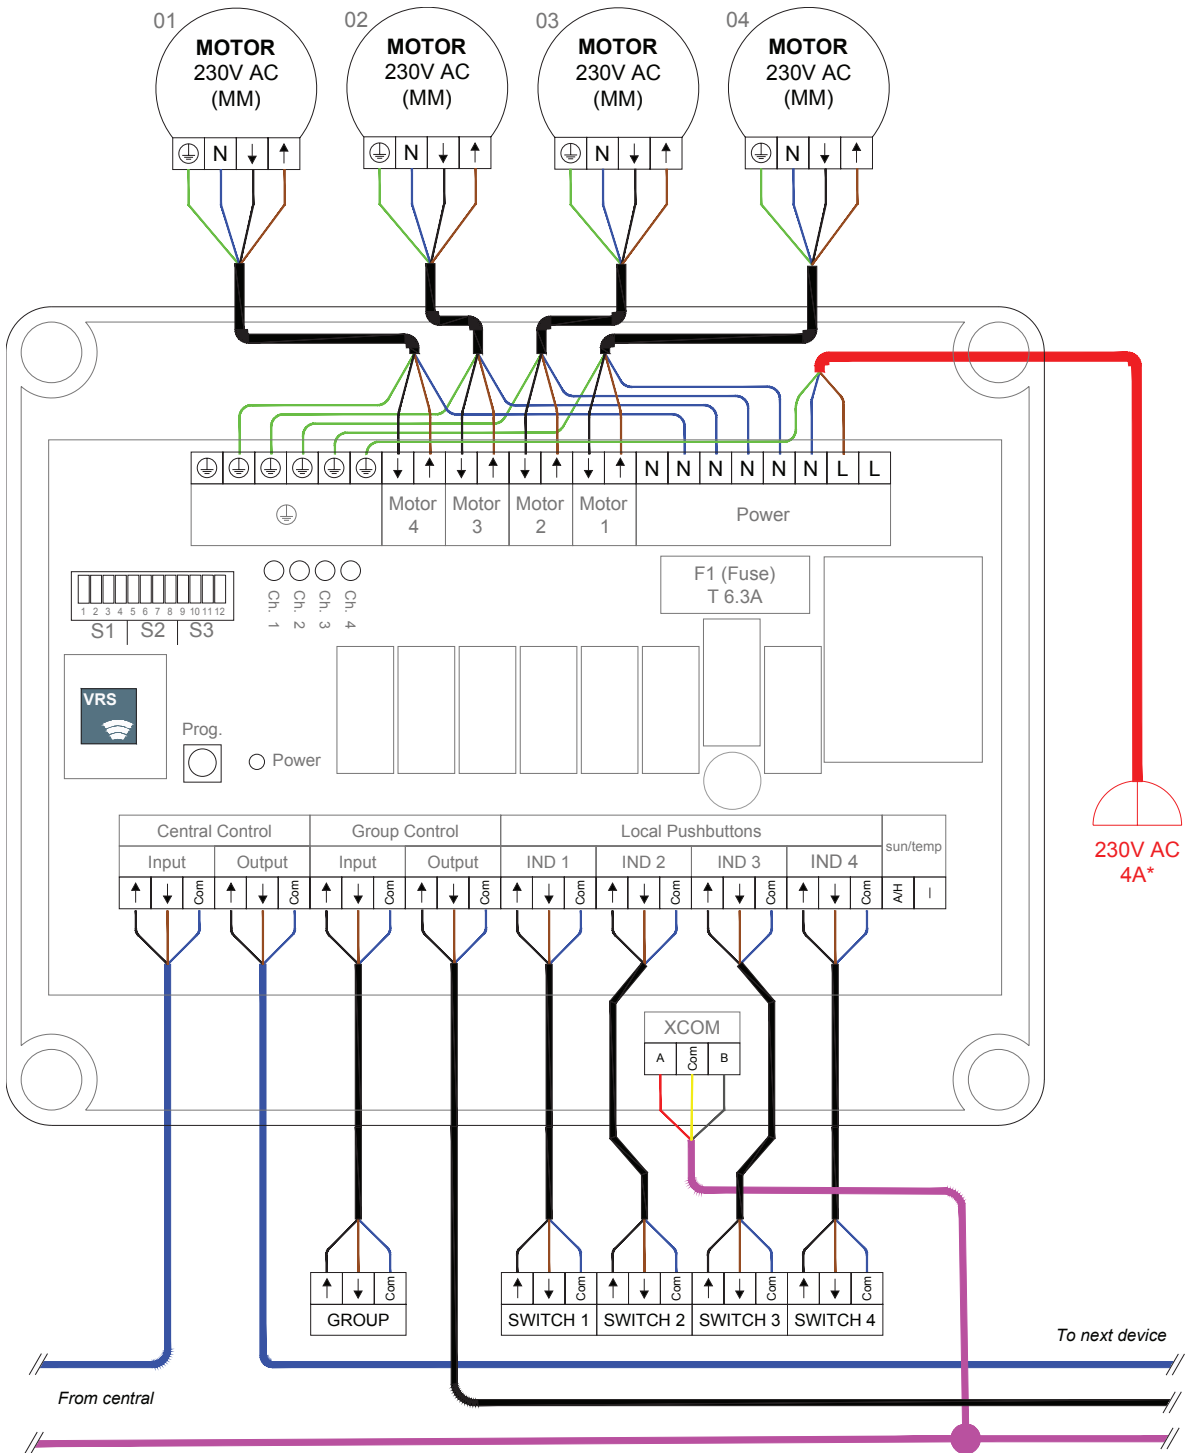 01 02 03 04
MOTOR MOTOR MOTOR MOTOR
230V AC 230V AC 230V AC 230V AC
(MM) (MM) (MM) (MM)
N ↓ ↑ N ↓ ↑ N ↓ ↑ N ↓ ↑
↓ ↑ ↓ ↑ ↓ ↑ ↓ ↑ N N N N N N L L
Motor Motor Motor Motor Power
4 3 2 1
F1 (Fuse)
T 6.3A
Ch. 1 Ch. 2 Ch. 3 Ch. 4
1 2 3 4 5 6 7 8 9 10 11 12
S1 S2 S3
VRS
Prog.
Power
230V AC
4A*
Central Control Group Control Local Pushbuttons sun/temp
Input Output Input Output IND 1 IND 2 IND 3 IND 4
↑ ↓ Com ↑ ↓ Com ↑ ↓ Com ↑ ↓ Com ↑ ↓ Com ↑ ↓ Com ↑ ↓ Com ↑ ↓ Com A/H –
XCOM
A Com B
↑ ↓ Com ↑ ↓ Com ↑ ↓ Com ↑ ↓ Com ↑ ↓ Com
GROUP SWITCH 1 SWITCH 2 SWITCH 3 SWITCH 4
To next device
From central